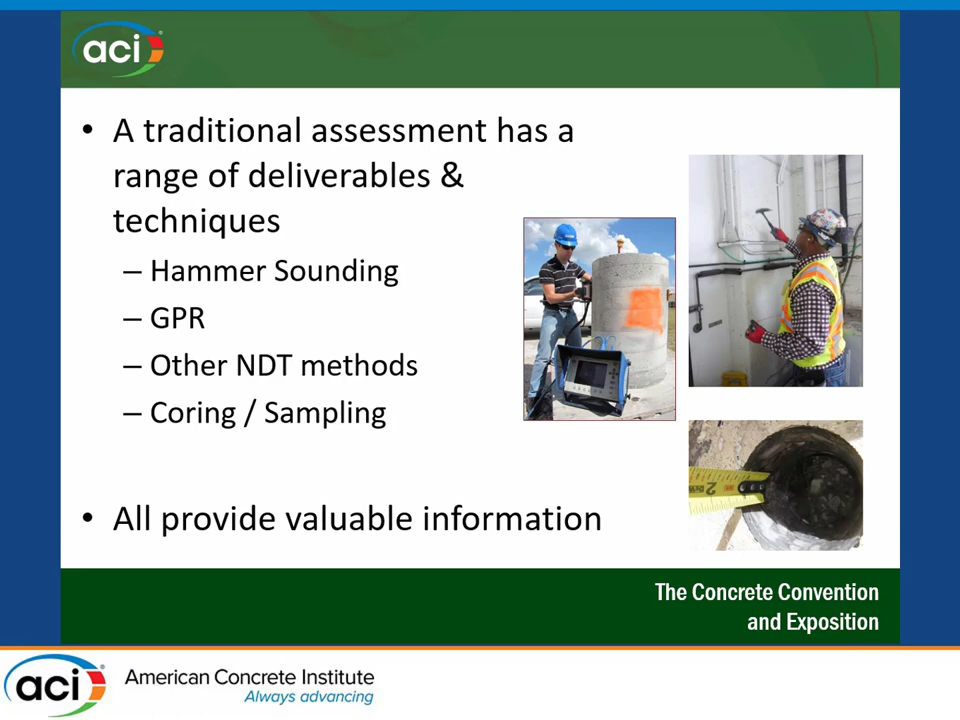 aci
• A traditional assessment has a
range of deliverables &
techniques
– Hammer Sounding
– GPR
– Other NDT methods
– Coring / Sampling
• All provide valuable information
2
The Concrete Convention
and Exposition
aci
American Concrete Institute
Always advancing